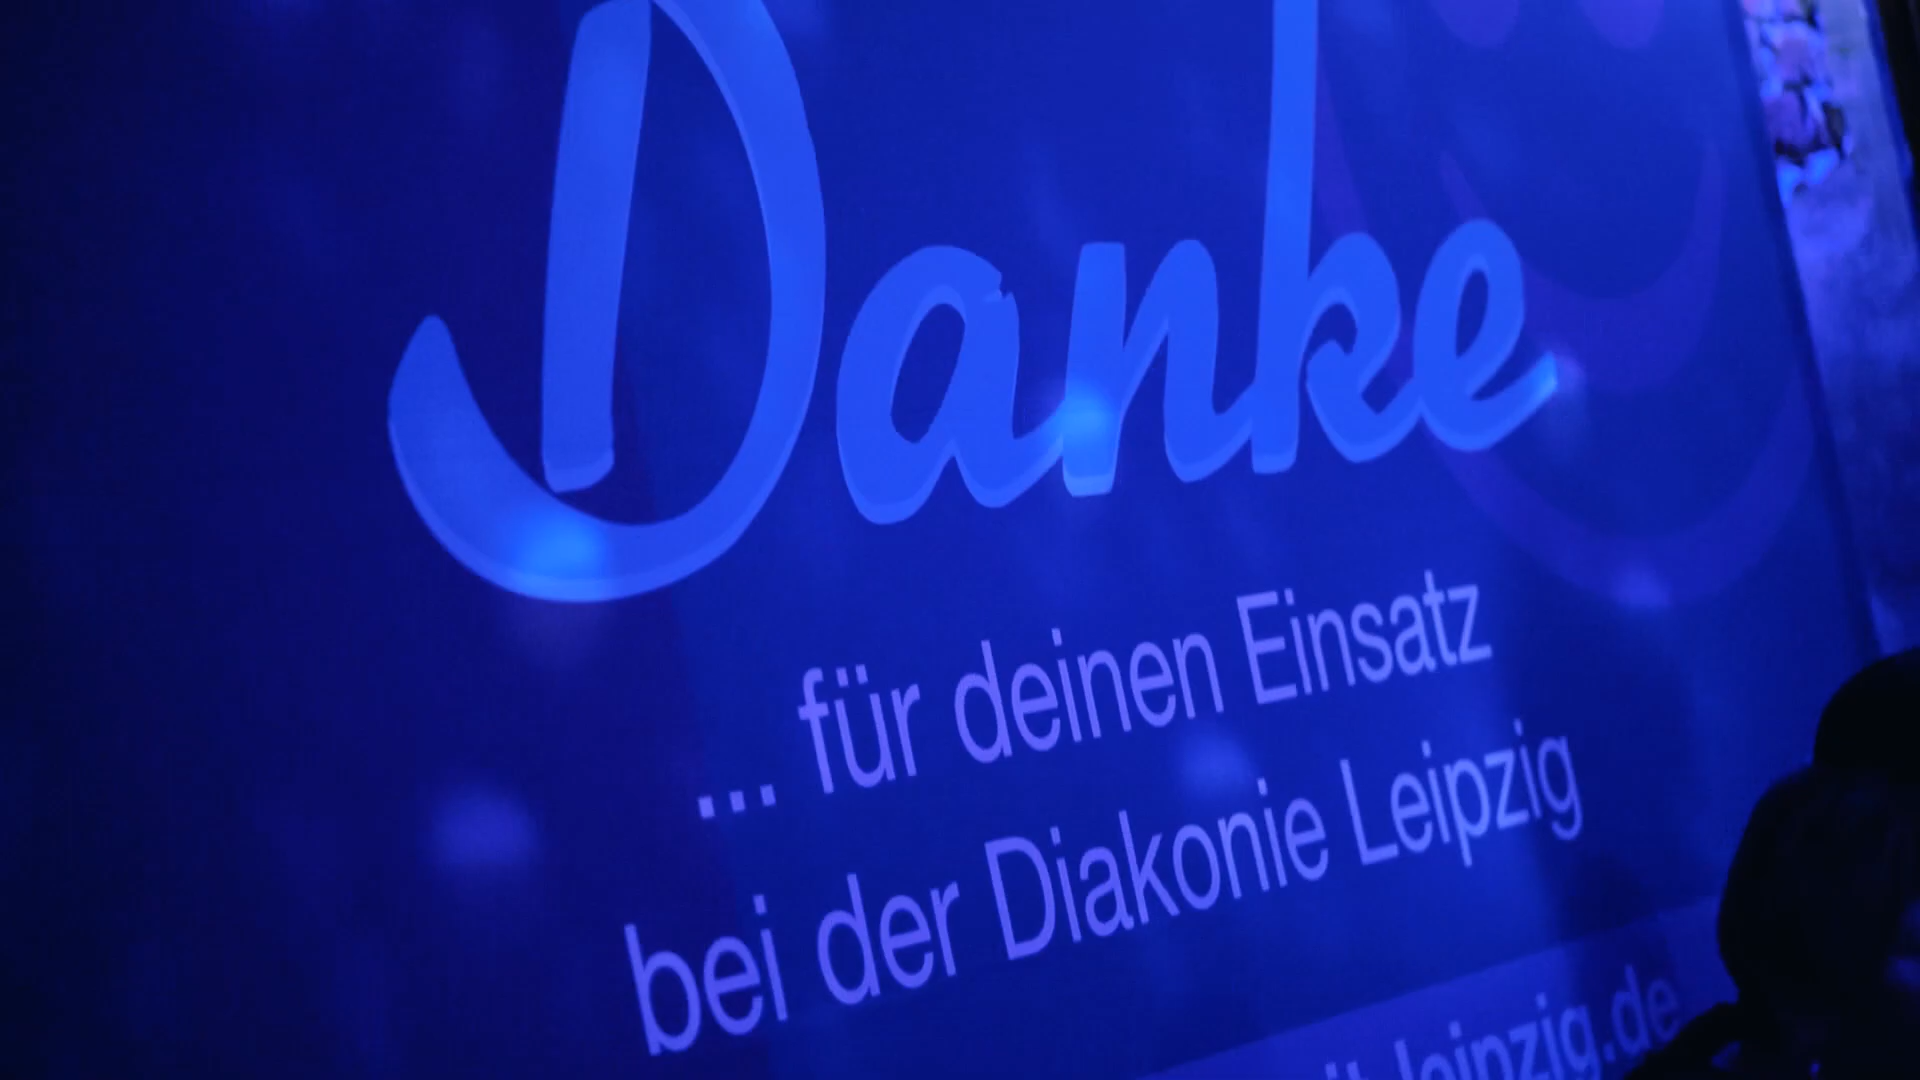 Danke
... für deinen Einsatz
bei der Diakonie Leipzig
leipzig.de